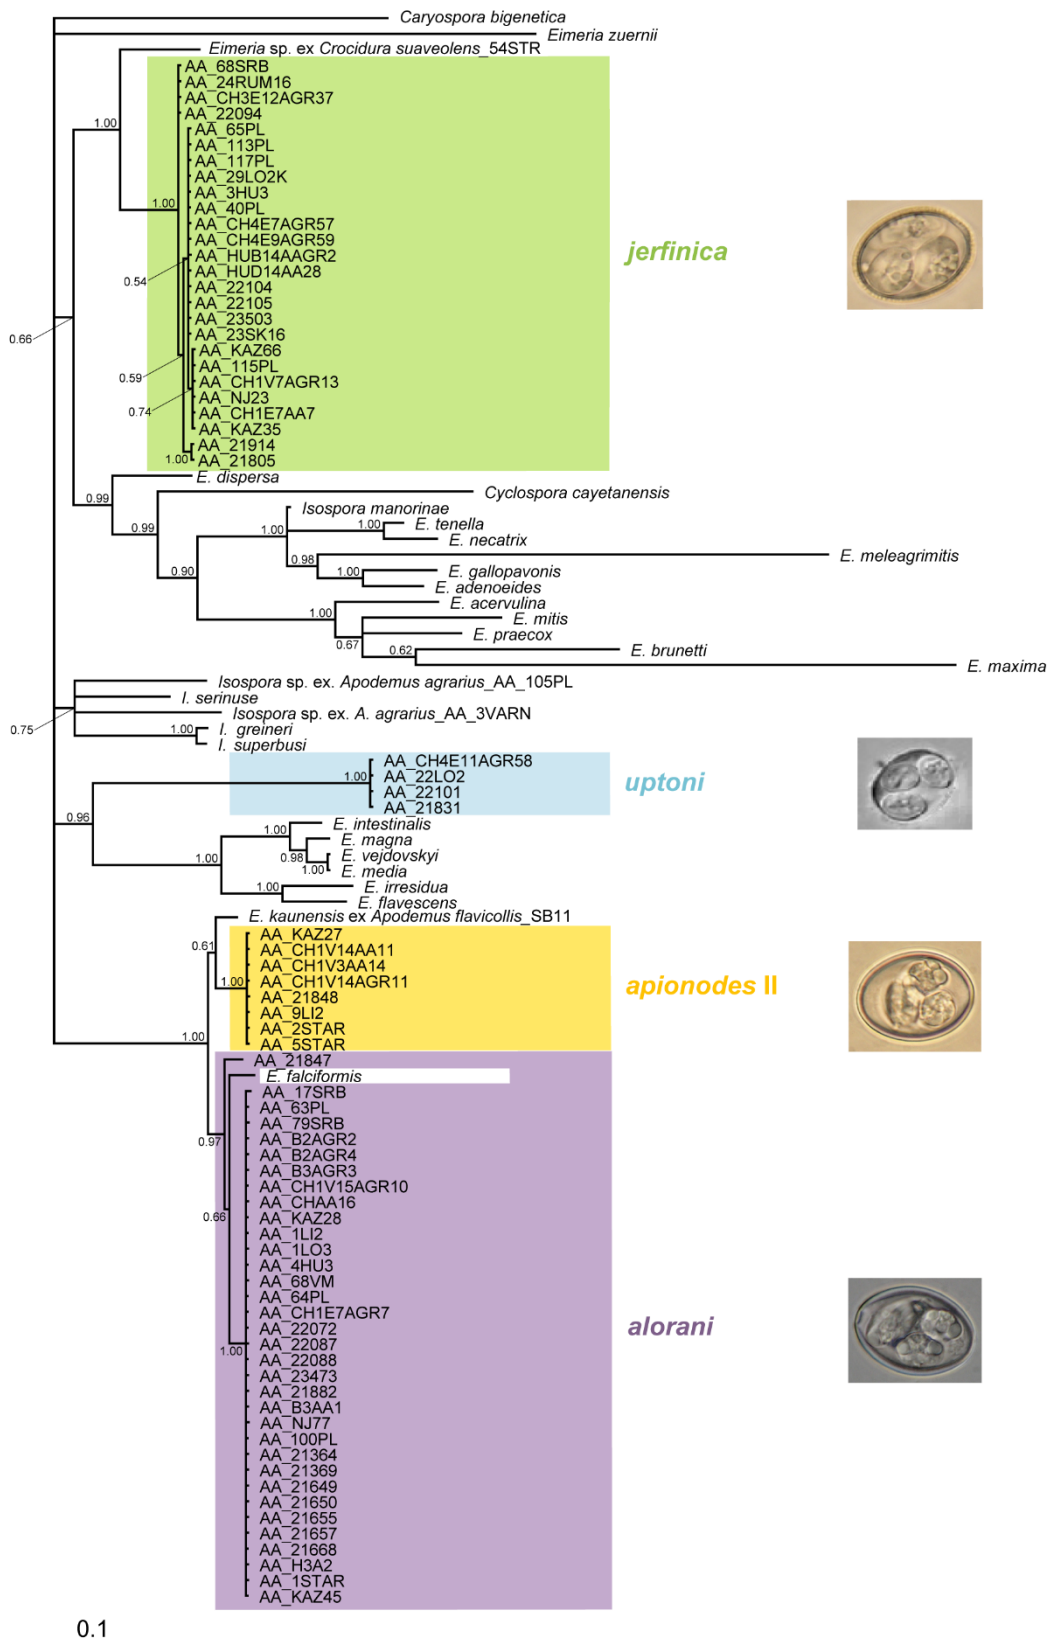 Caryospora bigenetica
Eimeria zuernii
Eimeria sp. ex Crocidura suaveolens_54STR
AA_68SRB
AA_24RUM16
AA_CH3E12AGR37
AA_22094
1.00
AA_65PL
AA_113PL
AA_117PL
AA_29LO2K
AA_3HU3
1.00
AA_40PL
AA_CH4E7AGR57
AA_CH4E9AGR59
jerfinica
AA_HUB14AAGR2
AA_HUD14AA28
0.54
AA_22104
AA_22105
AA_23503
AA_23SK16
0.66
AA_KAZ66
AA_115PL
0.59
AA_CH1V7AGR13
AA_NJ23
0.74
AA_CH1E7AA7
AA_KAZ35
AA_21914
1.00
AA_21805
E. dispersa
0.99
Cyclospora cayetanensis
Isospora manorinae
0.99
1.00
1.00
E. tenella
E. necatrix
E. meleagrimitis
0.98
E. gallopavonis
0.90
1.00
E. adenoeides
E. acervulina
1.00
E. mitis
E. praecox
0.67
0.62
E. brunetti
E. maxima
Isospora sp. ex. Apodemus agrarius_AA_105PL
I. serinuse
Isospora sp. ex. A. agrarius_AA_3VARN
0.75
1.00
I. greineri
I. superbusi
AA_CH4E11AGR58
1.00
AA_22LO2
uptoni
AA_22101
AA_21831
0.96
E. intestinalis
1.00
E. magna
0.98
E. vejdovskyi
1.00
1.00
E. media
1.00
E. irresidua
E. flavescens
E. kaunensis ex Apodemus flavicollis_SB11
AA_KAZ27
0.61
AA_CH1V14AA11
AA_CH1V3AA14
1.00
AA_CH1V14AGR11
apionodes II
AA_21848
AA_9LI2
AA_2STAR
1.00
AA_5STAR
AA_21847
E. falciformis
AA_17SRB
AA_63PL
AA_79SRB
0.97
AA_B2AGR2
AA_B2AGR4
AA_B3AGR3
AA_CH1V15AGR10
AA_CHAA16
0.66
AA_KAZ28
AA_1LI2
AA_1LO3
AA_4HU3
AA_68VM
AA_64PL
AA_CH1E7AGR7
alorani
AA_22072
AA_22087
1.00
AA_22088
AA_23473
AA_21882
AA_B3AA1
AA_NJ77
AA_100PL
AA_21364
AA_21369
AA_21649
AA_21650
AA_21655
AA_21657
AA_21668
AA_H3A2
AA_1STAR
AA_KAZ45
0.1